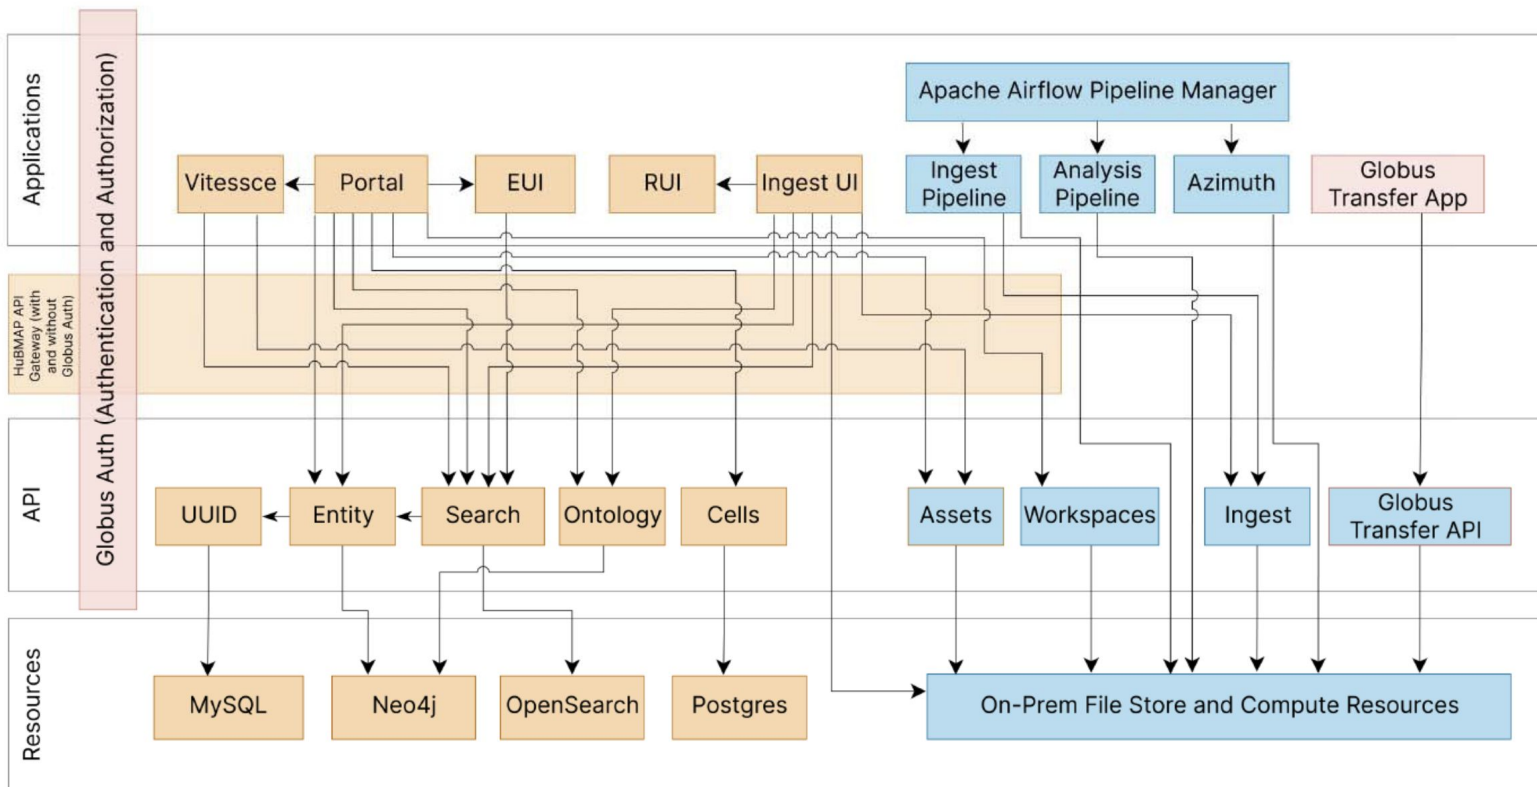 Applications
Globus Auth (Authentication and Authorization)
Apache Airflow Pipeline Manager
Vitessce
Portal
EUI
RUI
Ingest UI
Ingest
Pipeline
Analysis
Pipeline
Azimuth
Globus
Transfer App
HuBMAP API
Gateway (with
and without
Globus Auth)
API
UUID
Entity
Search
Ontology
Cells
Assets
Workspaces
Ingest
Globus
Transfer API
Resources
MySQL
Neo4j
OpenSearch
Postgres
On-Prem File Store and Compute Resources